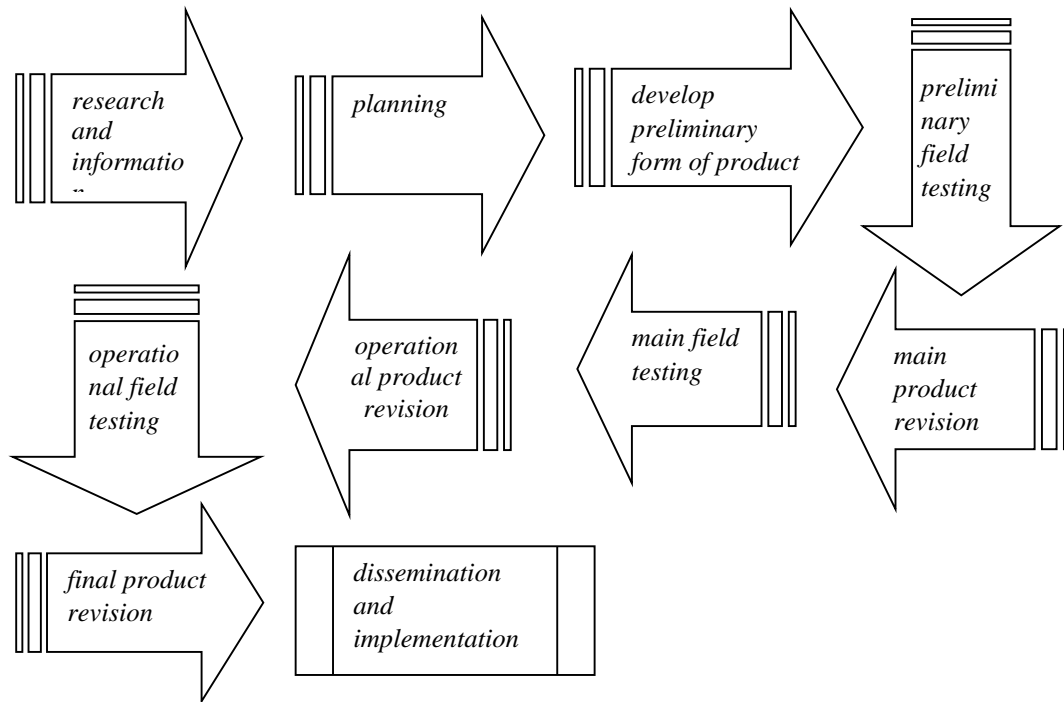 research
and
informatio
planning
develop
preliminary
form of product
prelimi
nary
field
testing
main
product
revision
main field
testing
operation
al product
revision
operatio
nal field
testing
final product
revision
dissemination
and
implementation